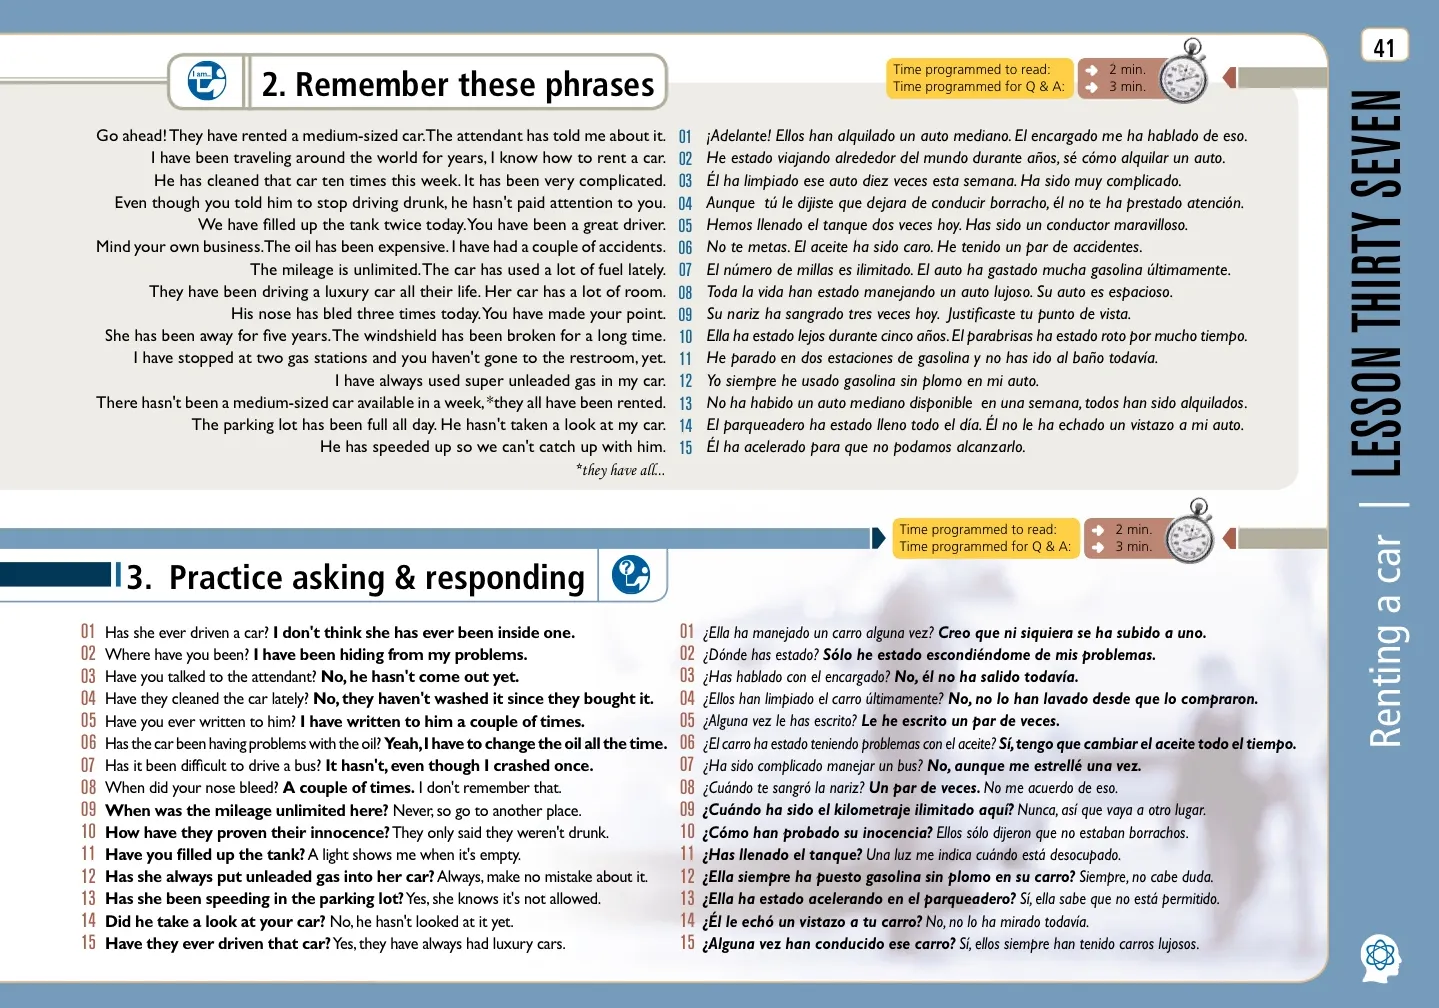 41
LESSON THIRTY SEVEN
Renting a car
I am...
2. Remember these phrases
Time programmed to read: 2 min.
Time programmed for Q & A: 3 min.
Go ahead! They have rented a medium-sized car. The attendant has told me about it. 01 ¡Adelante! Ellos han alquilado un auto mediano. El encargado me ha hablado de eso.
I have been traveling around the world for years, I know how to rent a car. 02 He estado viajando alrededor del mundo durante años, sé cómo alquilar un auto.
He has cleaned that car ten times this week. It has been very complicated. 03 Él ha limpiado ese auto diez veces esta semana. Ha sido muy complicado.
Even though you told him to stop driving drunk, he hasn't paid attention to you. 04 Aunque tú le dijiste que dejara de conducir borracho, él no te ha prestado atención.
We have filled up the tank twice today. You have been a great driver. 05 Hemos llenado el tanque dos veces hoy. Has sido un conductor maravilloso.
Mind your own business. The oil has been expensive. I have had a couple of accidents. 06 No te metas. El aceite ha sido caro. He tenido un par de accidentes.
The mileage is unlimited. The car has used a lot of fuel lately. 07 El número de millas es ilimitado. El auto ha gastado mucha gasolina últimamente.
They have been driving a luxury car all their life. Her car has a lot of room. 08 Toda la vida han estado manejando un auto lujoso. Su auto es espacioso.
His nose has bled three times today. You have made your point. 09 Su nariz ha sangrado tres veces hoy. Justificaste tu punto de vista.
She has been away for five years. The windshield has been broken for a long time. 10 Ella ha estado lejos durante cinco años. El parabrisas ha estado roto por mucho tiempo.
I have stopped at two gas stations and you haven't gone to the restroom, yet. 11 He parado en dos estaciones de gasolina y no has ido al baño todavía.
I have always used super unleaded gas in my car. 12 Yo siempre he usado gasolina sin plomo en mi auto.
There hasn't been a medium-sized car available in a week, *they all have been rented. 13 No ha habido un auto mediano disponible en una semana, todos han sido alquilados.
The parking lot has been full all day. He hasn't taken a look at my car. 14 El parqueadero ha estado lleno todo el día. Él no le ha echado un vistazo a mi auto.
He has speeded up so we can't catch up with him. 15 Él ha acelerado para que no podamos alcanzarlo.
*they have all...
Time programmed to read: 2 min.
Time programmed for Q & A: 3 min.
3. Practice asking & responding
?
01 Has she ever driven a car? I don't think she has ever been inside one. 01 ¿Ella ha manejado un carro alguna vez? Creo que ni siquiera se ha subido a uno.
02 Where have you been? I have been hiding from my problems. 02 ¿Dónde has estado? Sólo he estado escondiéndome de mis problemas.
03 Have you talked to the attendant? No, he hasn't come out yet. 03 ¿Has hablado con el encargado? No, él no ha salido todavía.
04 Have they cleaned the car lately? No, they haven't washed it since they bought it. 04 ¿Ellos han limpiado el carro últimamente? No, no lo han lavado desde que lo compraron.
05 Have you ever written to him? I have written to him a couple of times. 05 ¿Alguna vez le has escrito? Le he escrito un par de veces.
06 Has the car been having problems with the oil? Yeah, I have to change the oil all the time. 06 ¿El carro ha estado teniendo problemas con el aceite? Sí, tengo que cambiar el aceite todo el tiempo.
07 Has it been difficult to drive a bus? It hasn't, even though I crashed once. 07 ¿Ha sido complicado manejar un bus? No, aunque me estrellé una vez.
08 When did your nose bleed? A couple of times. I don't remember that. 08 ¿Cuándo te sangró la nariz? Un par de veces. No me acuerdo de eso.
09 When was the mileage unlimited here? Never, so go to another place. 09 ¿Cuándo ha sido el kilometraje ilimitado aquí? Nunca, así que vaya a otro lugar.
10 How have they proven their innocence? They only said they weren't drunk. 10 ¿Cómo han probado su inocencia? Ellos sólo dijeron que no estaban borrachos.
11 Have you filled up the tank? A light shows me when it's empty. 11 ¿Has llenado el tanque? Una luz me indica cuándo está desocupado.
12 Has she always put unleaded gas into her car? Always, make no mistake about it. 12 ¿Ella siempre ha puesto gasolina sin plomo en su carro? Siempre, no cabe duda.
13 Has she been speeding in the parking lot? Yes, she knows it's not allowed. 13 ¿Ella ha estado acelerando en el parqueadero? Sí, ella sabe que no está permitido.
14 Did he take a look at your car? No, he hasn't looked at it yet. 14 ¿Él le echó un vistazo a tu carro? No, no lo ha mirado todavía.
15 Have they ever driven that car? Yes, they have always had luxury cars. 15 ¿Alguna vez han conducido ese carro? Sí, ellos siempre han tenido carros lujosos.